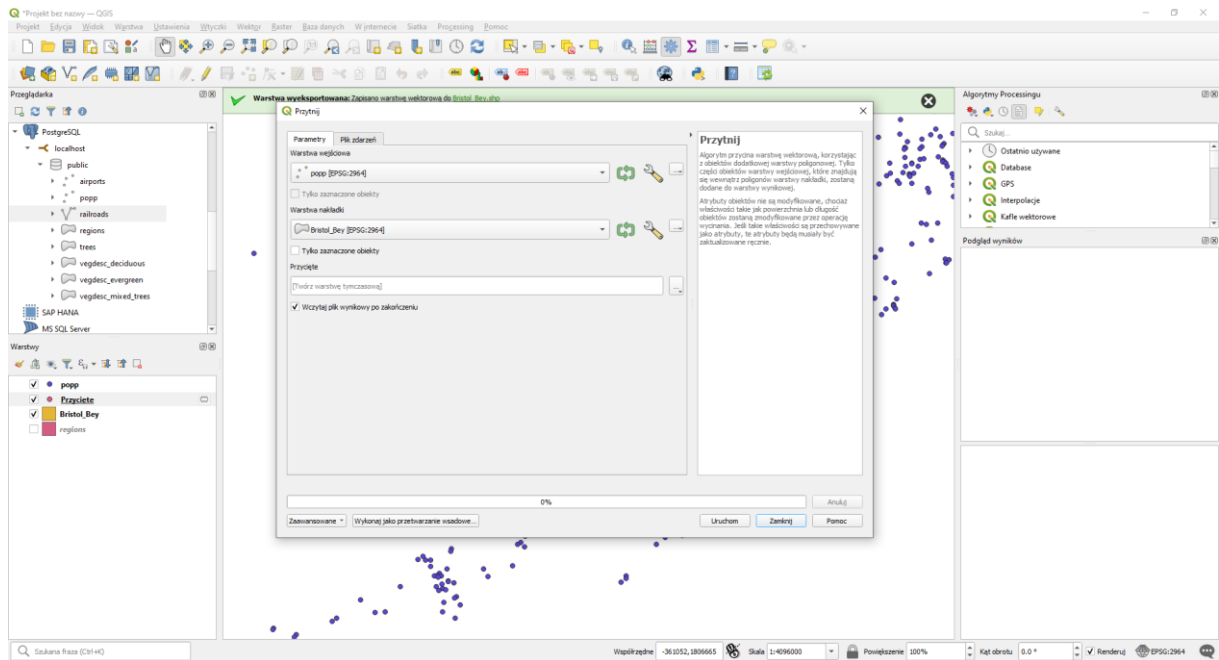 *Projekt bez nazwy — QGIS
Projekt Edycja Widok Warstwa Ustawienia Wtyczki Wektor Raster Baza danych W internecie Siatka Processing Pomoc
Przeglądarka
PostgreSQL
localhost
public
airports
popp
railroads
regions
trees
vegdesc_deciduous
vegdesc_evergreen
vegdesc_mixed_trees
SAP HANA
MS SQL Server
Warstwy
popp
Przycięte
Bristol_Bey
regions
Warstwa wyeksportowana: Zapisano warstwę wektorową do Bristol_Bey.shp
Przytnij
Parametry Plik zdarzeń
Warstwa wejściowa
popp [EPSG:2964]
Tylko zaznaczone obiekty
Warstwa nakładki
Bristol_Bey [EPSG:2964]
Tylko zaznaczone obiekty
Przycięte
[Twórz warstwę tymczasową]
...
Wczytaj plik wynikowy po zakończeniu
Przytnij
Algorytm przycina warstwę wektorową, korzystając
z obiektów dodatkowej warstwy poligonowej. Tylko
części obiektów warstwy wejściowej, które znajdują
się wewnątrz poligonów warstwy nakładki, zostaną
dodane do warstwy wynikowej.
Atrybuty obiektów nie są modyfikowane, chociaż
właściwości takie jak powierzchnia lub długość
obiektów zostaną zmodyfikowane przez operację
wycinania. Jeśli takie właściwości są przechowywane
jako atrybuty, te atrybuty będą musiały być
zaktualizowane ręcznie.
0%
Anuluj
Zaawansowane Wykonaj jako przetwarzanie wsadowe...
Uruchom Zamknij Pomoc
Algorytmy Processingu
Szukaj...
Ostatnio używane
Database
GPS
Interpolacje
Kafle wektorowe
Podgląd wyników
Szukana fraza (Ctrl+K)
Współrzędne -361052,1806665 Skala 1:4096000 Powiększenie 100% Kąt obrotu 0.0 ° Renderuj EPSG:2964